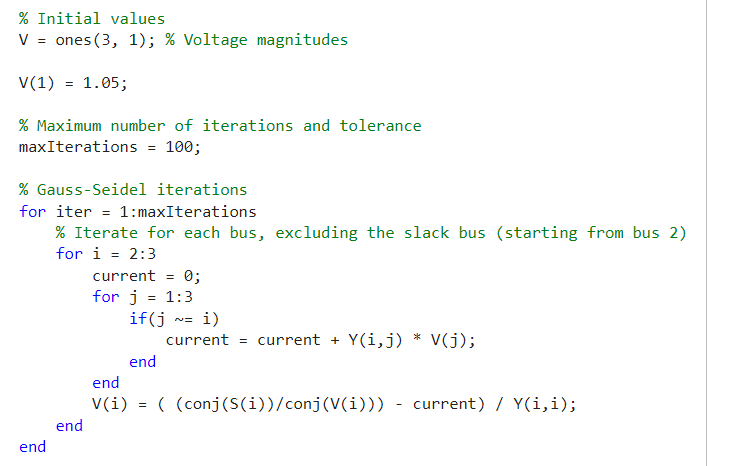 % Initial values
V = ones(3, 1); % Voltage magnitudes
V(1) = 1.05;
% Maximum number of iterations and tolerance
maxIterations = 100;
% Gauss-Seidel iterations
for iter = 1:maxIterations
% Iterate for each bus, excluding the slack bus (starting from bus 2)
for i = 2:3
current = 0;
for j = 1:3
if(j ~= i)
current = current + Y(i,j) * V(j);
end
end
V(i) = ( (conj(S(i))/conj(V(i))) - current) / Y(i,i);
end
end